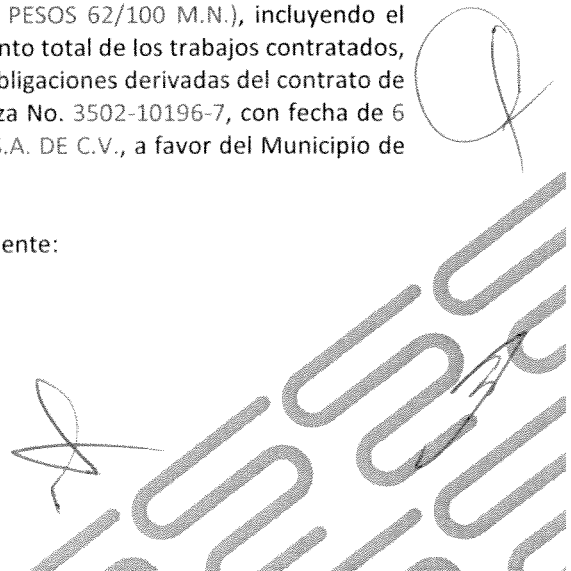 PESOS 62/100 M.N.), incluyendo el
nto total de los trabajos contratados,
bligaciones derivadas del contrato de
za No. 3502-10196-7, con fecha de 6
S.A. DE C.V., a favor del Municipio de
ente: